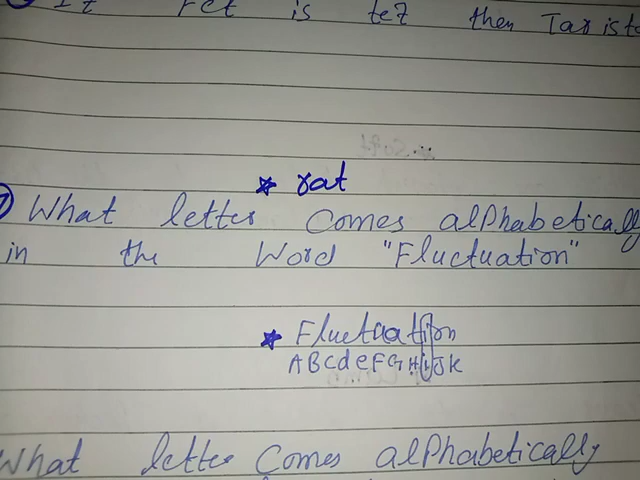 If ret is tez then Tax is to
* rat
What letter comes alphabetically
in the Word "Fluctuation"
* Fluctuation
ABCdeFGHIJK
What letter Comes alphabetically